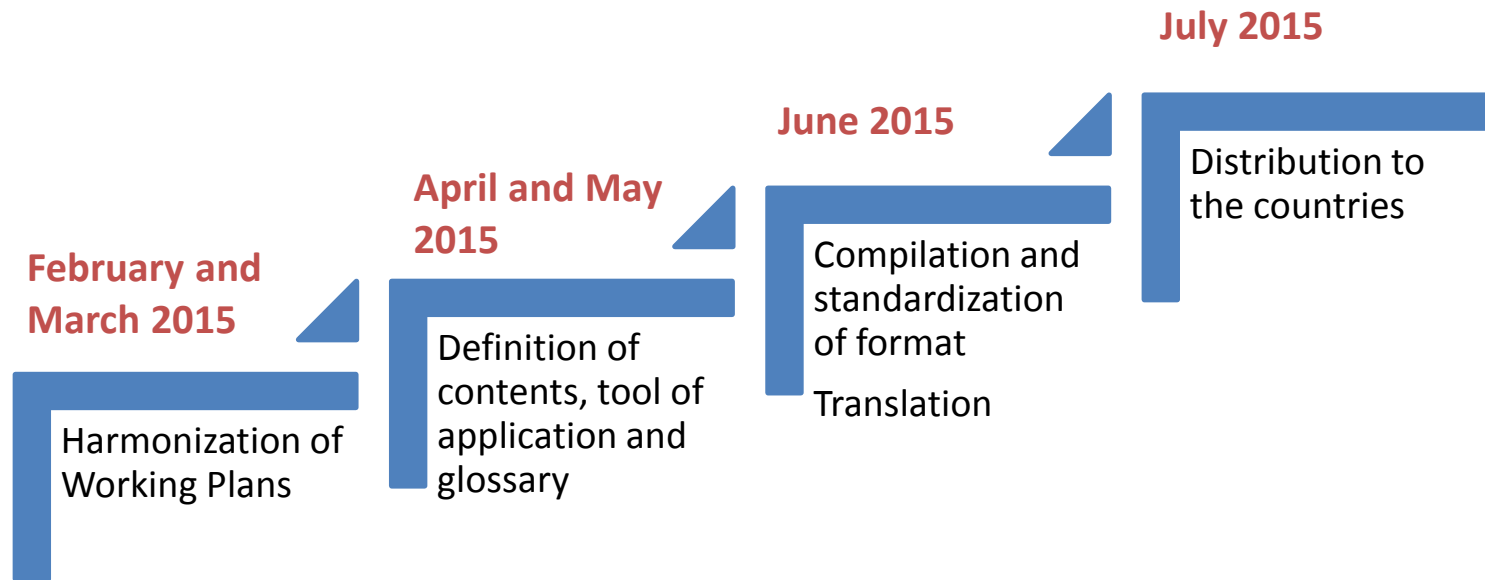 February and
March 2015
Harmonization of
Working Plans
April and May
2015
Definition of
contents, tool of
application and
glossary
June 2015
Compilation and
standardization
of format
Translation
July 2015
Distribution to
the countries